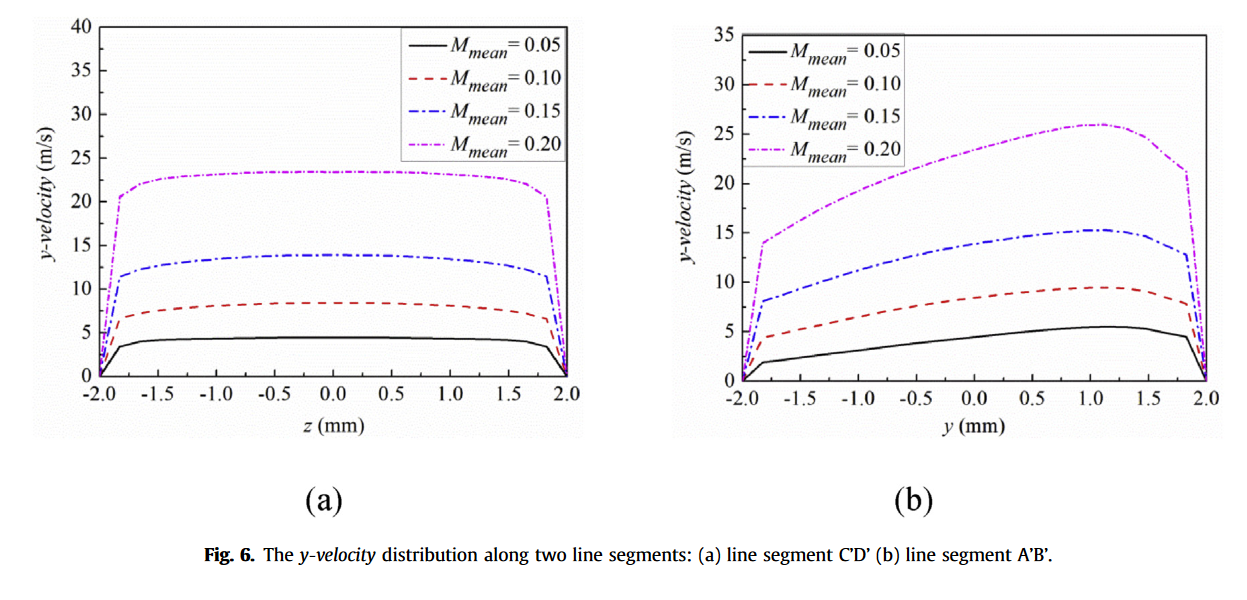 40
35
30
25
20
15
10
5
0
y-velocity (m/s)
M_mean= 0.05
M_mean= 0.10
M_mean= 0.15
M_mean= 0.20
-2.0 -1.5 -1.0 -0.5 0.0 0.5 1.0 1.5 2.0
z (mm)
(a)
35
30
25
20
15
10
5
0
y-velocity (m/s)
M_mean= 0.05
M_mean= 0.10
M_mean= 0.15
M_mean= 0.20
-2.0 -1.5 -1.0 -0.5 0.0 0.5 1.0 1.5 2.0
y (mm)
(b)
Fig. 6. The y-velocity distribution along two line segments: (a) line segment C'D' (b) line segment A'B'.